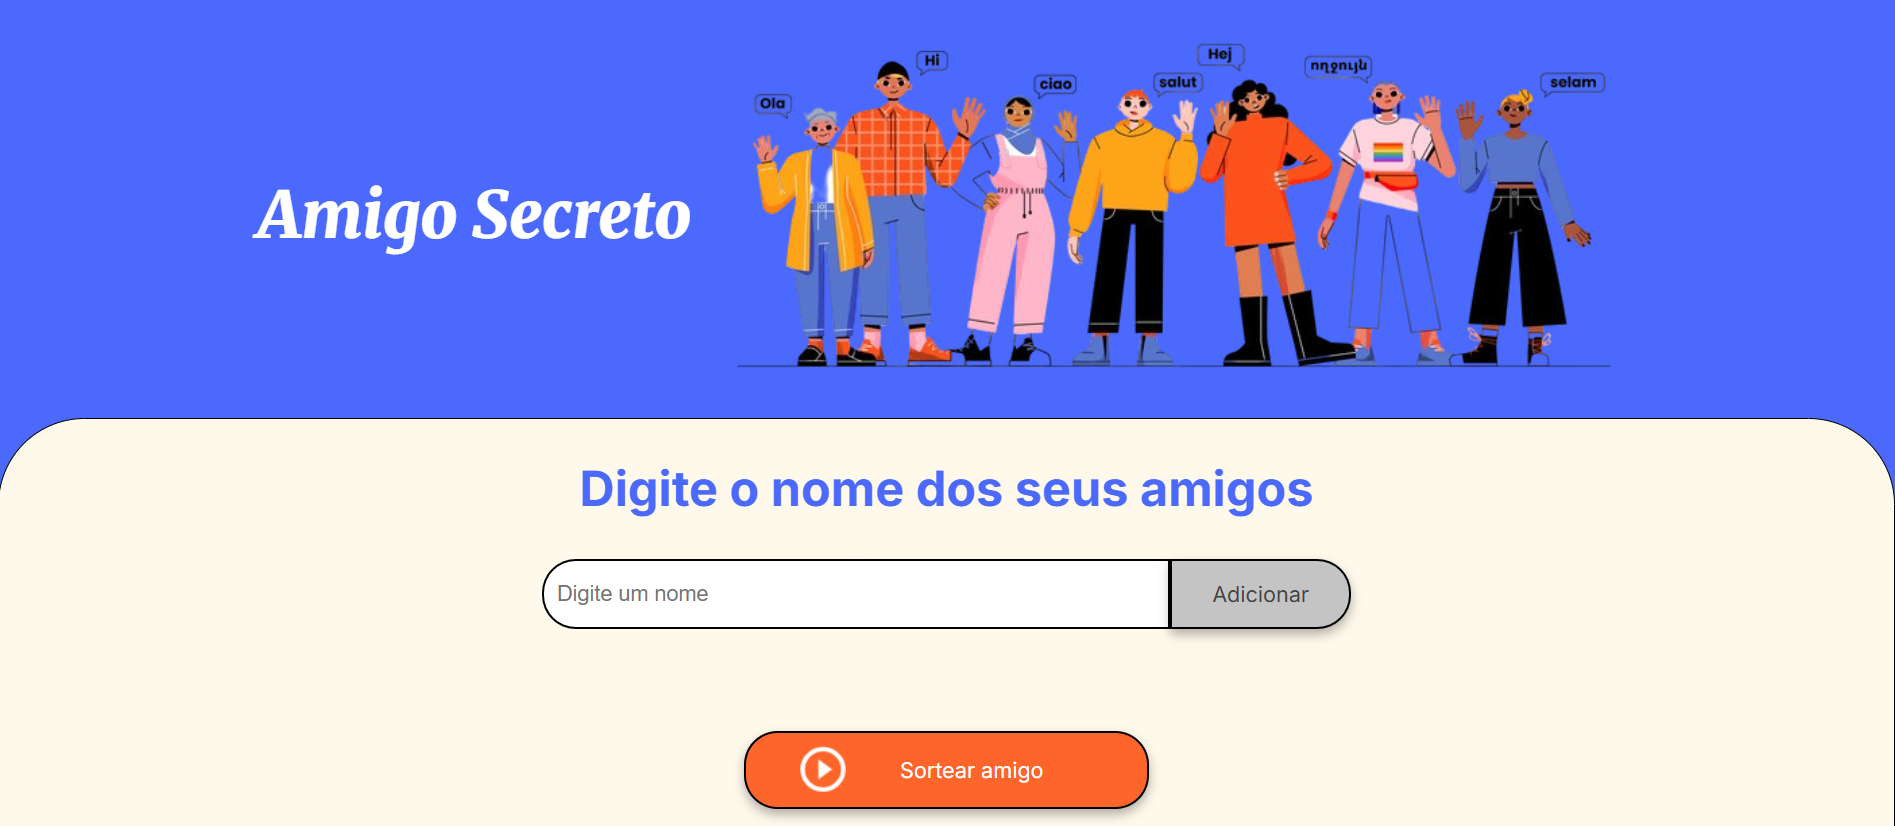 Hi
Hej
ciao
salut
ողջույն
selam
Ola
Amigo Secreto
Digite o nome dos seus amigos
Digite um nome
Adicionar
Sortear amigo